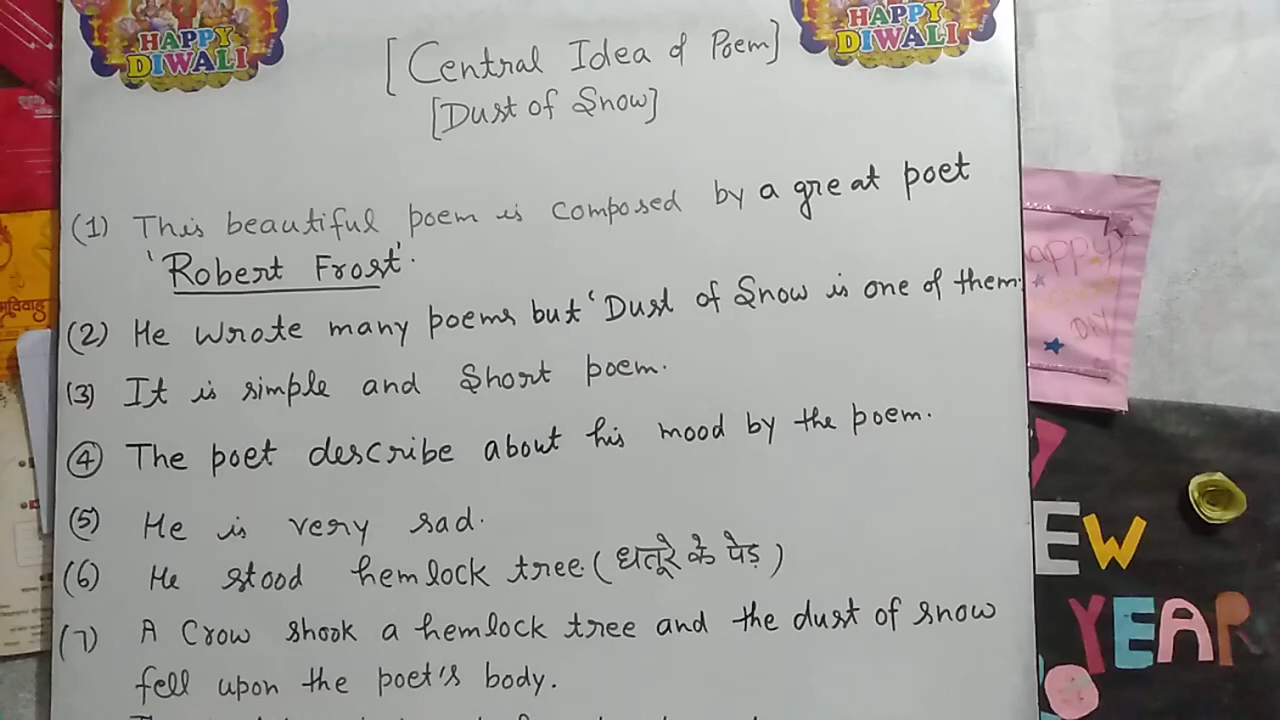 HAPPY
DIWALI
HAPPY
DIWALI
[Central Idea of Poem]
[Dust of Snow]
(1) This beautiful poem is composed by a great poet
'Robert Frost'.
(2) He wrote many poems but 'Dust of Snow is one of them.
(3) It is simple and Short poem.
(4) The poet describe about his mood by the poem.
(5) He is very sad.
(6) He stood hemlock tree. (धतूरे के पेड़)
(7) A Crow shook a hemlock tree and the dust of snow
fell upon the poet's body.
happy
DAY
EW
YEAR